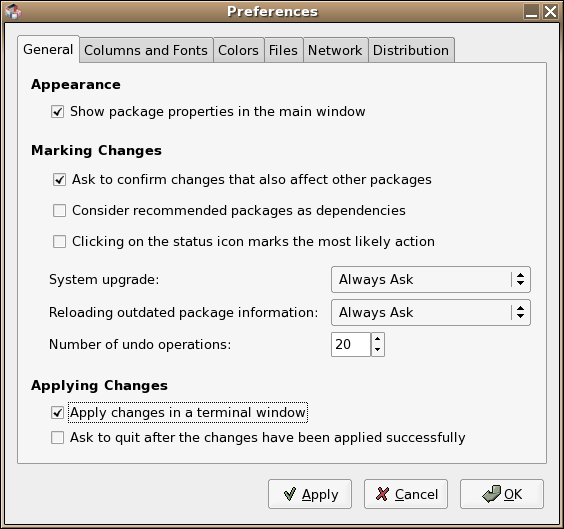 Preferences
General Columns and Fonts Colors Files Network Distribution
Appearance
Show package properties in the main window
Marking Changes
Ask to confirm changes that also affect other packages
Consider recommended packages as dependencies
Clicking on the status icon marks the most likely action
System upgrade: Always Ask
Reloading outdated package information: Always Ask
Number of undo operations: 20
Applying Changes
Apply changes in a terminal window
Ask to quit after the changes have been applied successfully
Apply Cancel OK